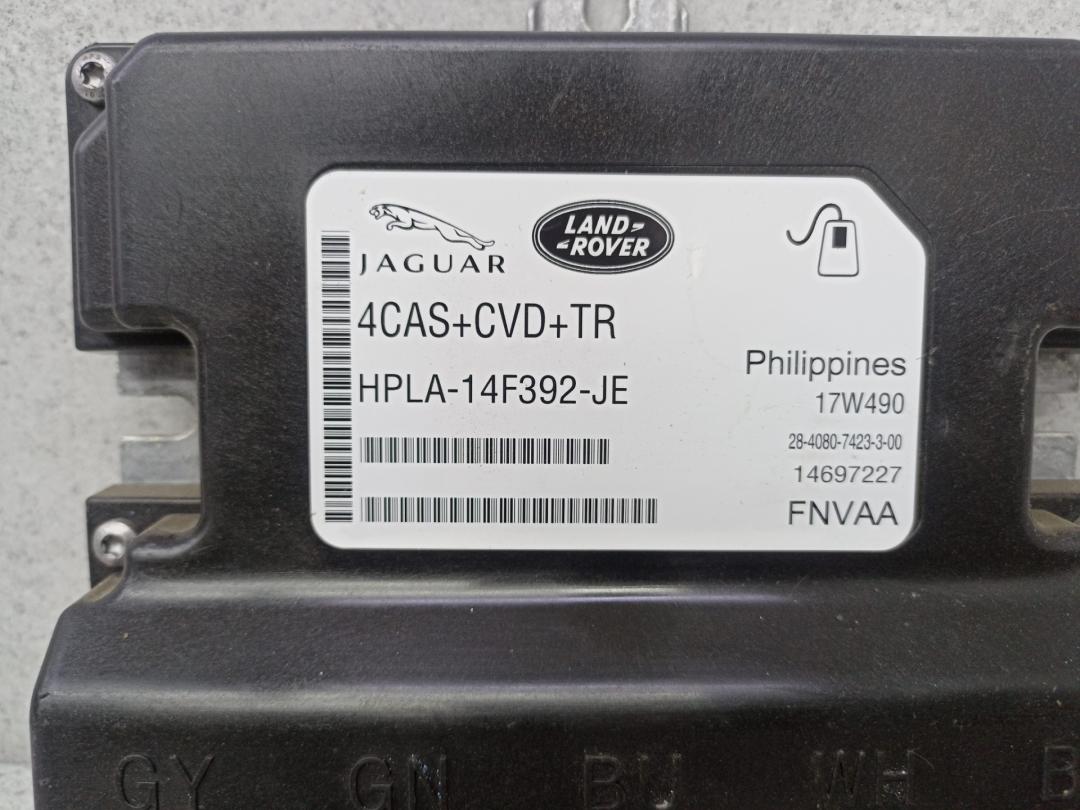 JAGUAR
LAND-
-ROVER
4CAS+CVD+TR
HPLA-14F392-JE
Philippines
17W490
28-4080-7423-3-00
14697227
FNVAA
GY GN BU WH B